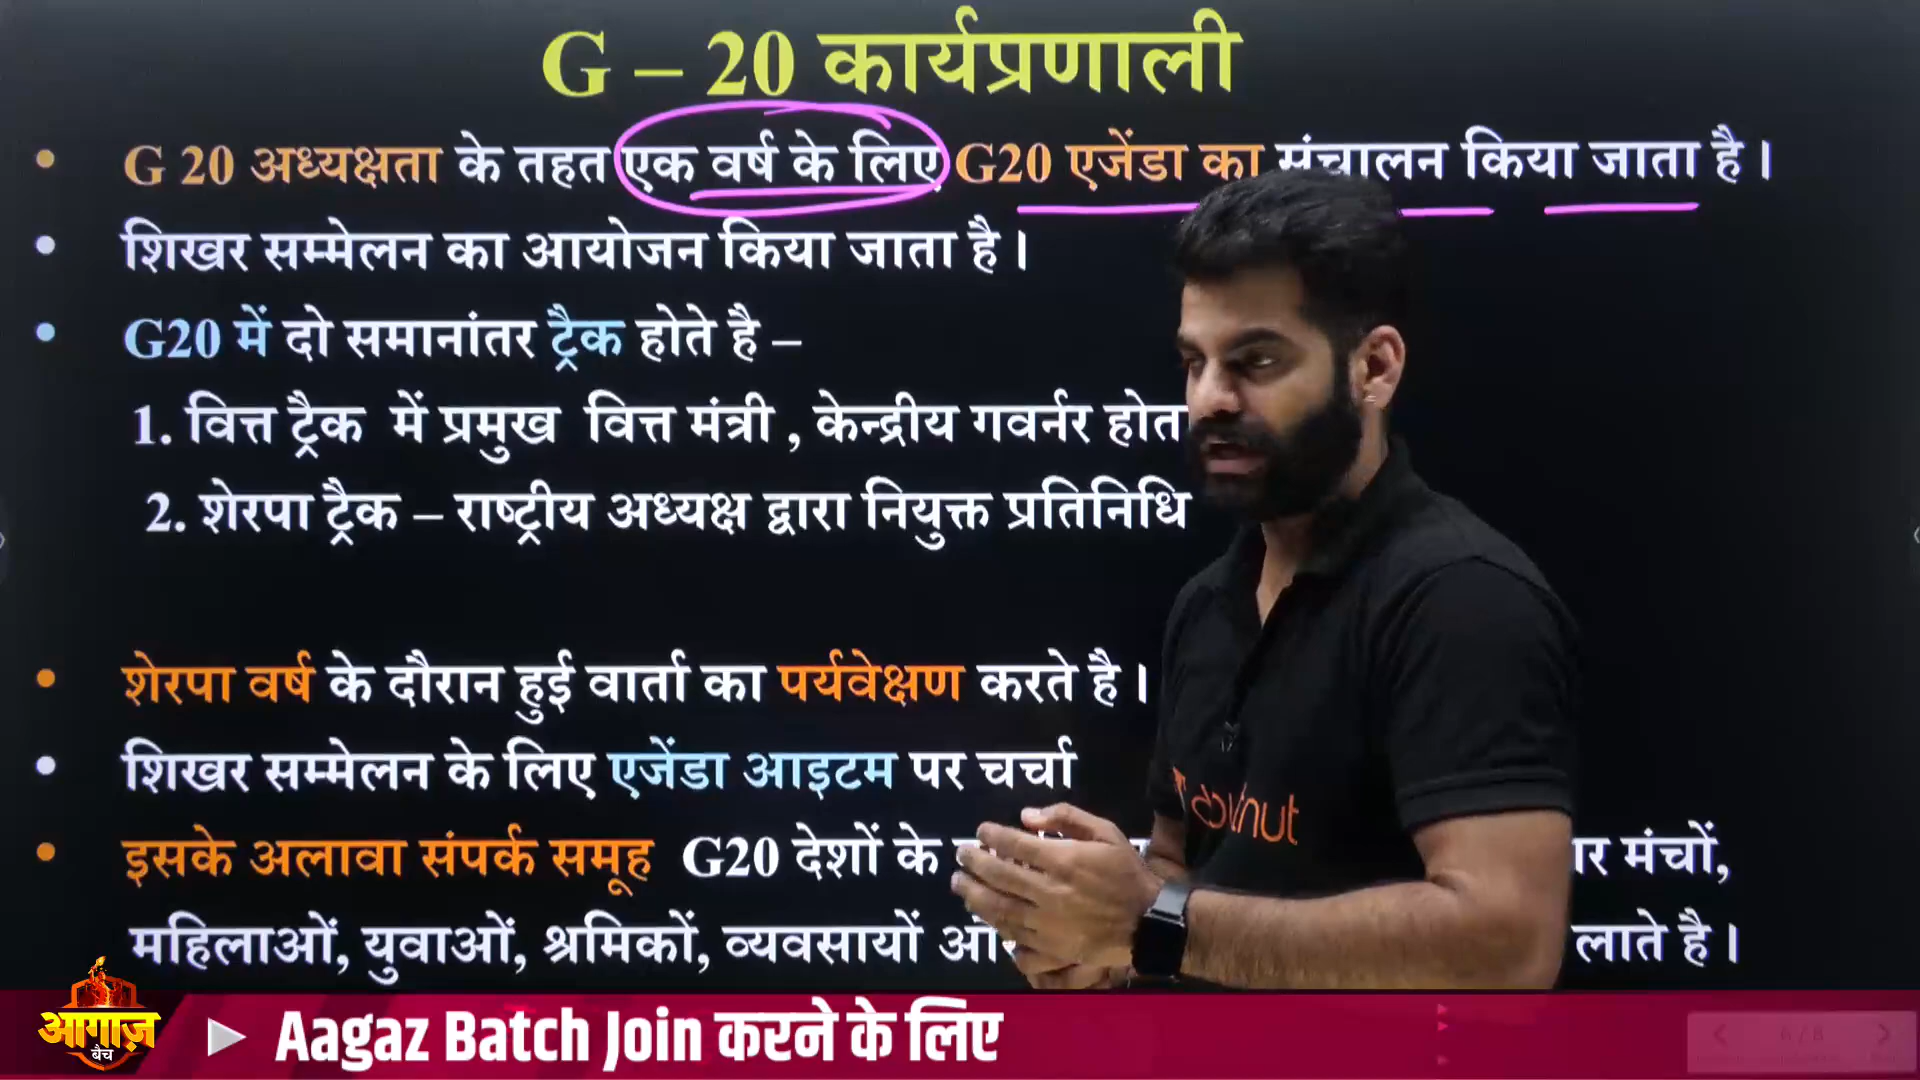 G – 20 कार्यप्रणाली
• G 20 अध्यक्षता के तहत एक वर्ष के लिए G20 एजेंडा का संचालन किया जाता है।
• शिखर सम्मेलन का आयोजन किया जाता है।
• G20 में दो समानांतर ट्रैक होते है –
1. वित्त ट्रैक में प्रमुख वित्त मंत्री , केन्द्रीय गवर्नर
2. शेरपा ट्रैक – राष्ट्रीय अध्यक्ष द्वारा नियुक्त प्रतिनिधि
• शेरपा वर्ष के दौरान हुई वार्ता का पर्यवेक्षण करते है।
• शिखर सम्मेलन के लिए एजेंडा आइटम पर चर्चा
• इसके अलावा संपर्क समूह G20 देशों के मंचों,
महिलाओं, युवाओं, श्रमिकों, व्यवसायों लाते है।
आगाज़
बैच
Aagaz Batch Join करने के लिए
6 / 8